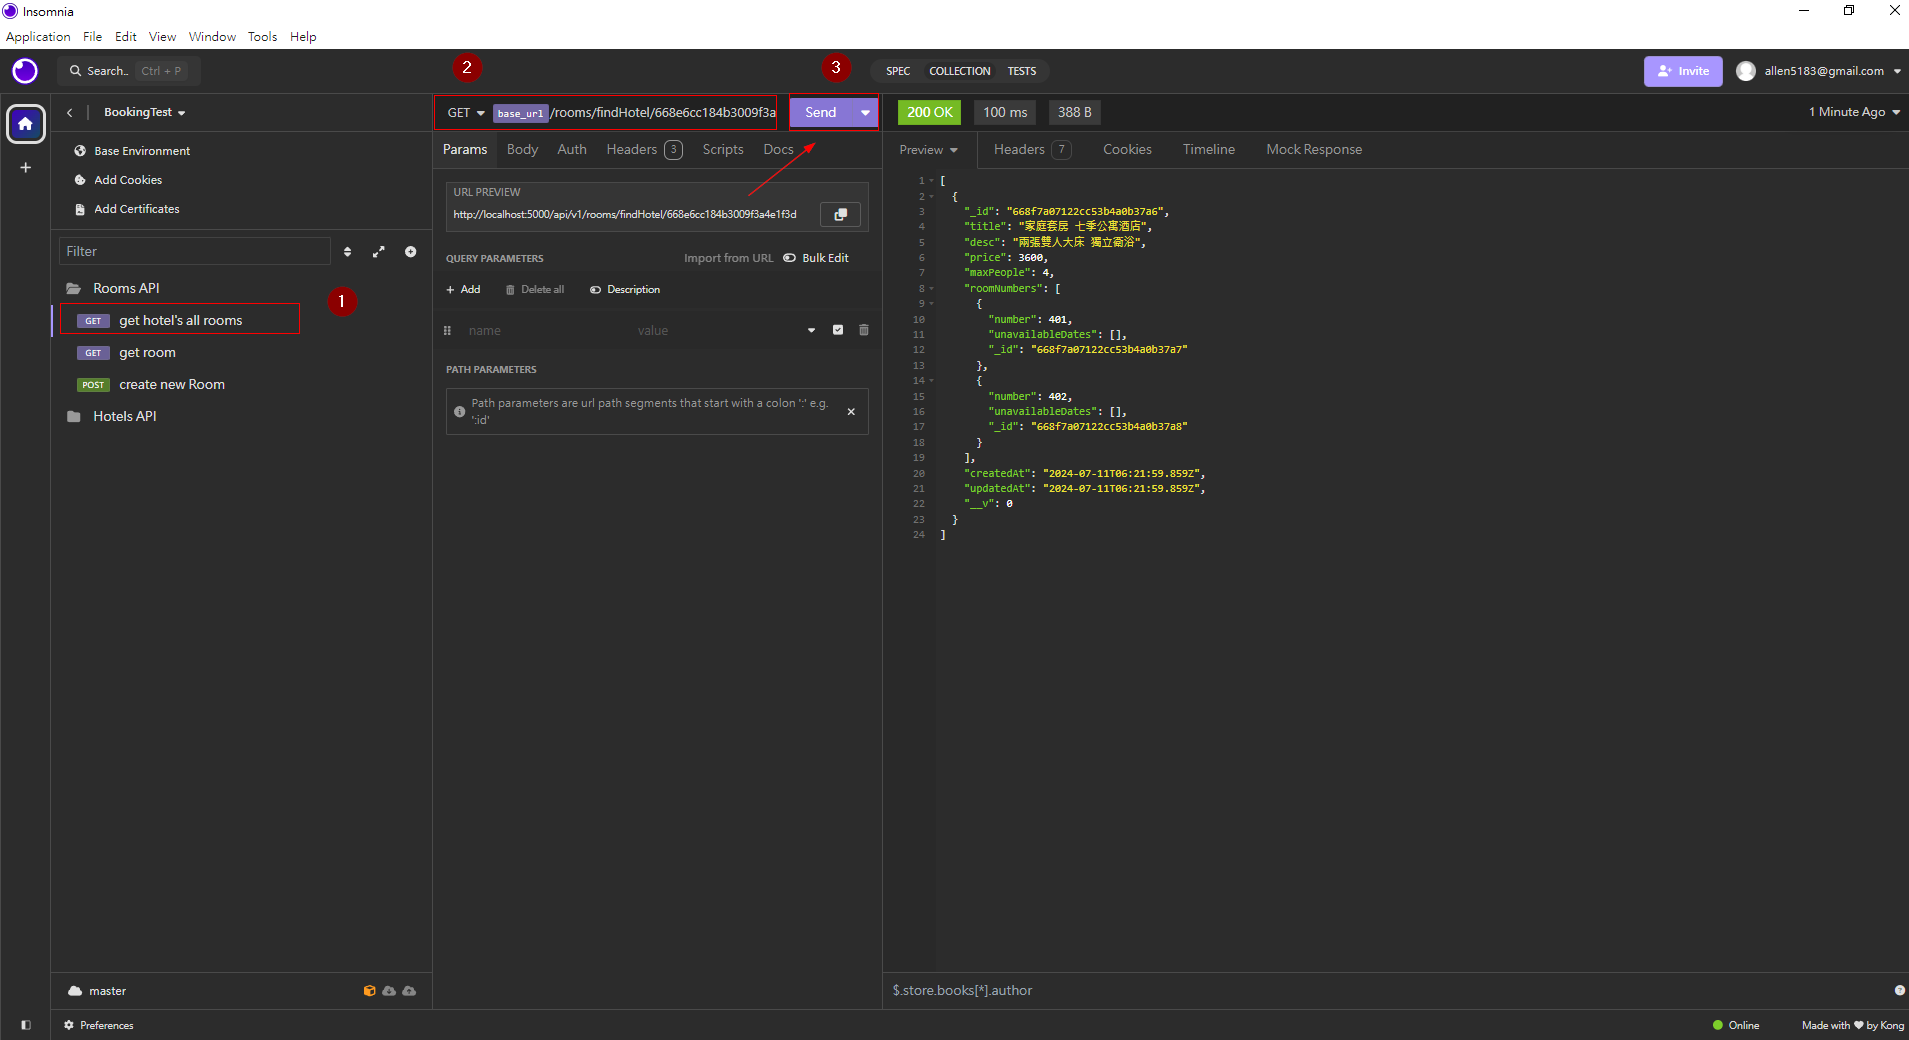 Insomnia
Application File Edit View Window Tools Help
Search.. Ctrl + P
2
3
SPEC COLLECTION TESTS
Invite
allen5183@gmail.com
BookingTest
GET base_url/rooms/findHotel/668e6cc184b3009f3a
Send
200 OK 100 ms 388 B
1 Minute Ago
Base Environment
Add Cookies
Add Certificates
Filter
Rooms API
1
GET get hotel's all rooms
GET get room
POST create new Room
Hotels API
Params Body Auth Headers 3 Scripts Docs
URL PREVIEW
http://localhost:5000/api/v1/rooms/findHotel/668e6cc184b3009f3a4e1f3d
QUERY PARAMETERS Import from URL Bulk Edit
+ Add Delete all Description
name value
PATH PARAMETERS
Path parameters are url path segments that start with a colon ':' e.g.
':id'
Preview Headers 7 Cookies Timeline Mock Response
1 [
2 {
3 "_id": "668f7a07122cc53b4a0b37a6",
4 "title": "家庭套房 七季公寓酒店",
5 "desc": "兩張雙人大床 獨立衛浴",
6 "price": 3600,
7 "maxPeople": 4,
8 "roomNumbers": [
9 {
10 "number": 401,
11 "unavailableDates": [],
12 "_id": "668f7a07122cc53b4a0b37a7"
13 },
14 {
15 "number": 402,
16 "unavailableDates": [],
17 "_id": "668f7a07122cc53b4a0b37a8"
18 }
19 ],
20 "createdAt": "2024-07-11T06:21:59.859Z",
21 "updatedAt": "2024-07-11T06:21:59.859Z",
22 "__v": 0
23 }
24 ]
master
$.store.books[*].author
Preferences
Online
Made with ♥ by Kong